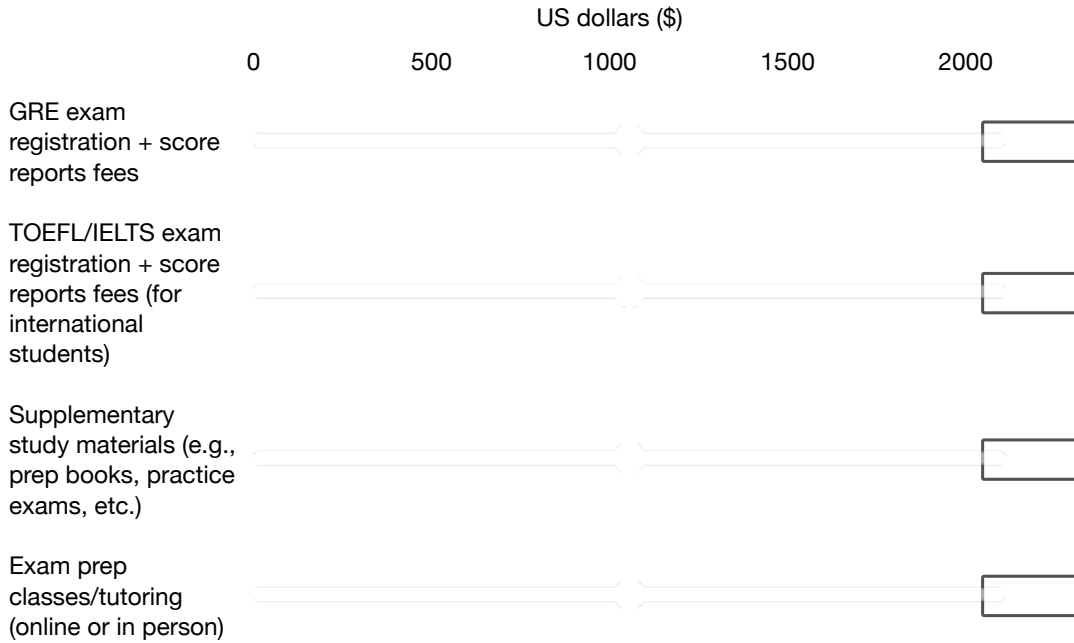 US dollars ($)
0 500 1000 1500 2000
GRE exam
registration + score
reports fees
TOEFL/IELTS exam
registration + score
reports fees (for
international
students)
Supplementary
study materials (e.g.,
prep books, practice
exams, etc.)
Exam prep
classes/tutoring
(online or in person)